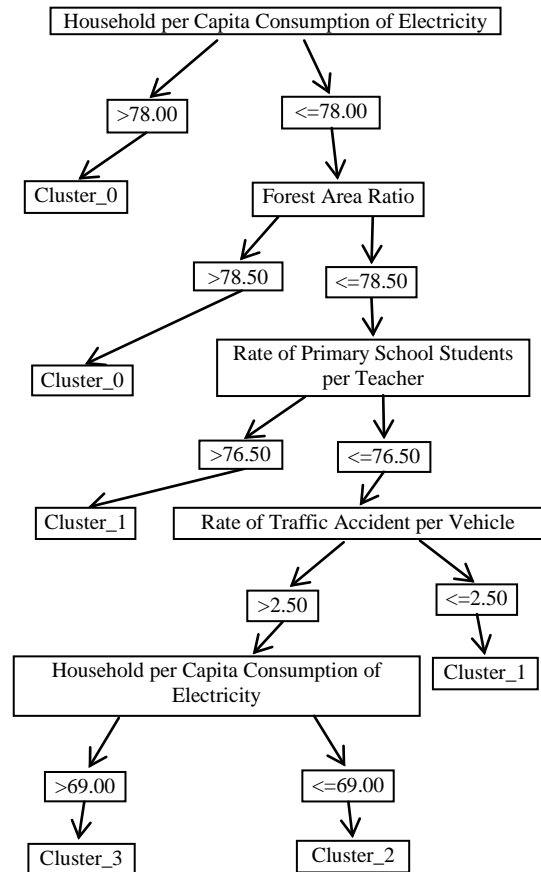 Household per Capita Consumption of Electricity
>78.00
<=78.00
Cluster_0
Forest Area Ratio
>78.50
<=78.50
Cluster_0
Rate of Primary School Students
per Teacher
>76.50
<=76.50
Cluster_1
Rate of Traffic Accident per Vehicle
>2.50
<=2.50
Household per Capita Consumption of
Electricity
Cluster_1
>69.00
<=69.00
Cluster_3
Cluster_2